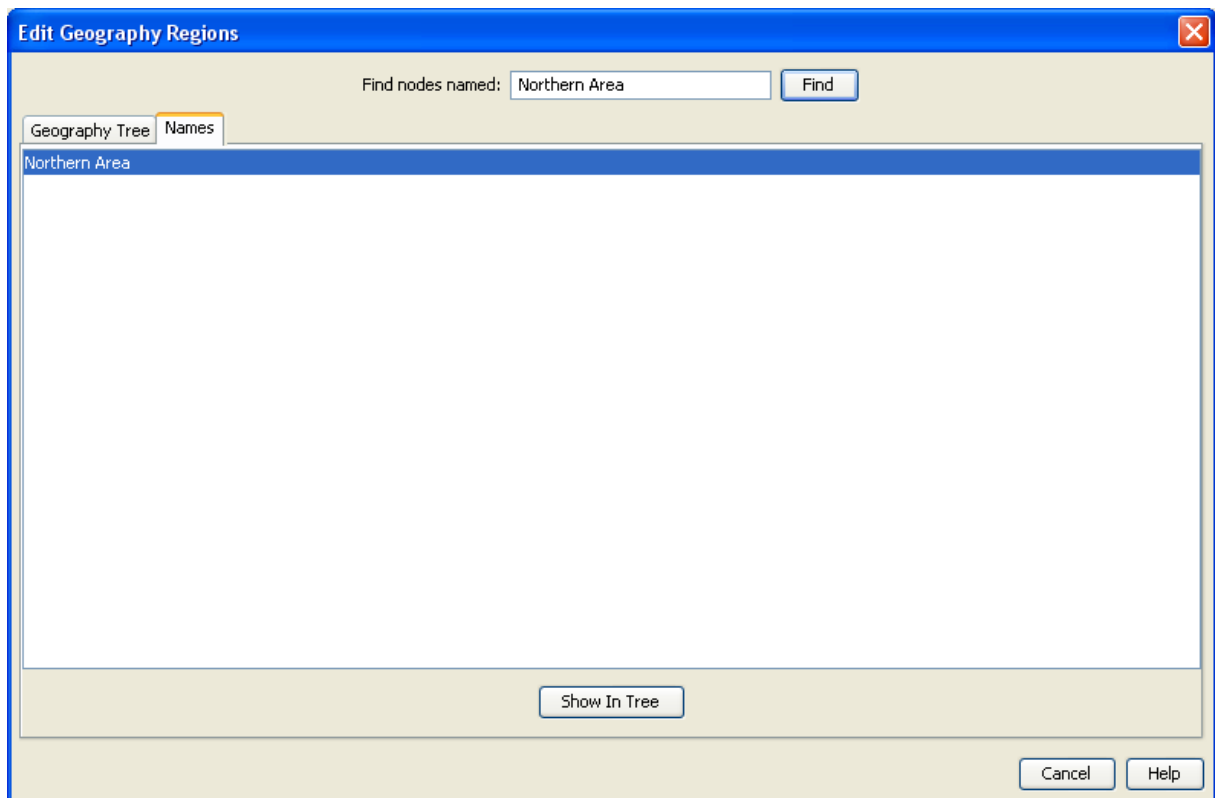 Edit Geography Regions
Find nodes named: Northern Area Find
Geography Tree Names
Northern Area
Show In Tree
Cancel Help